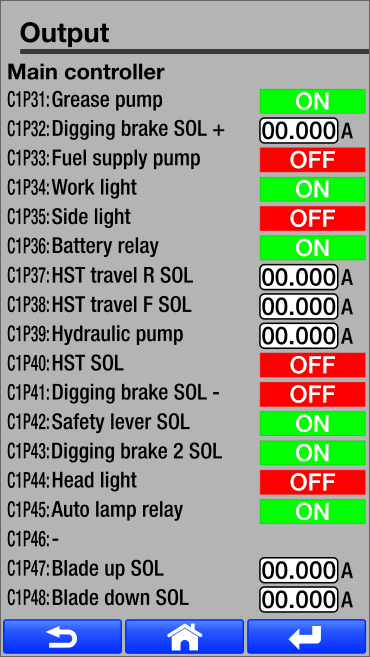 Output
Main controller
C1P31:Grease pump ON
C1P32:Digging brake SOL + 00.000 A
C1P33:Fuel supply pump OFF
C1P34:Work light ON
C1P35:Side light OFF
C1P36:Battery relay ON
C1P37:HST travel R SOL 00.000 A
C1P38:HST travel F SOL 00.000 A
C1P39:Hydraulic pump 00.000 A
C1P40:HST SOL OFF
C1P41:Digging brake SOL - OFF
C1P42:Safety lever SOL ON
C1P43:Digging brake 2 SOL ON
C1P44:Head light OFF
C1P45:Auto lamp relay ON
C1P46:-
C1P47:Blade up SOL 00.000 A
C1P48:Blade down SOL 00.000 A